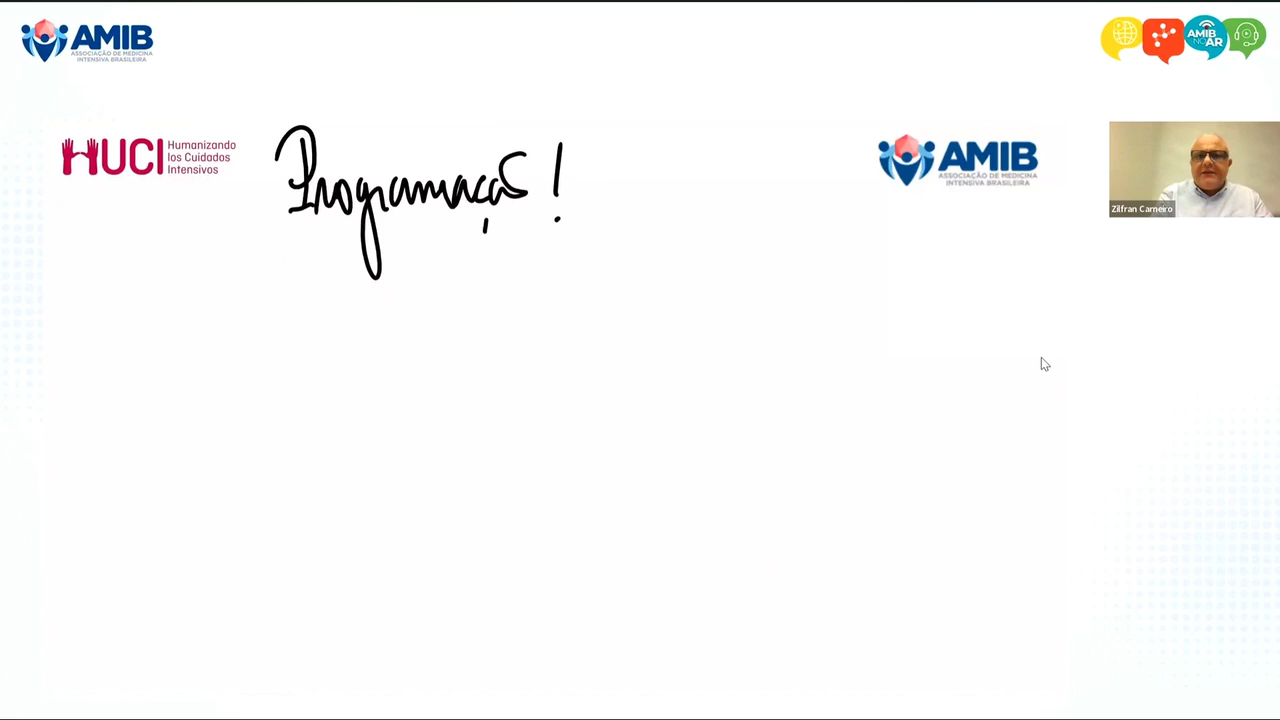 AMIB
ASSOCIAÇÃO DE MEDICINA
INTENSIVA BRASILEIRA
AMIB
NO
AR
HUCI
Humanizando
los Cuidados
Intensivos
Programação!
AMIB
ASSOCIAÇÃO DE MEDICINA
INTENSIVA BRASILEIRA
Zilfran Carneiro